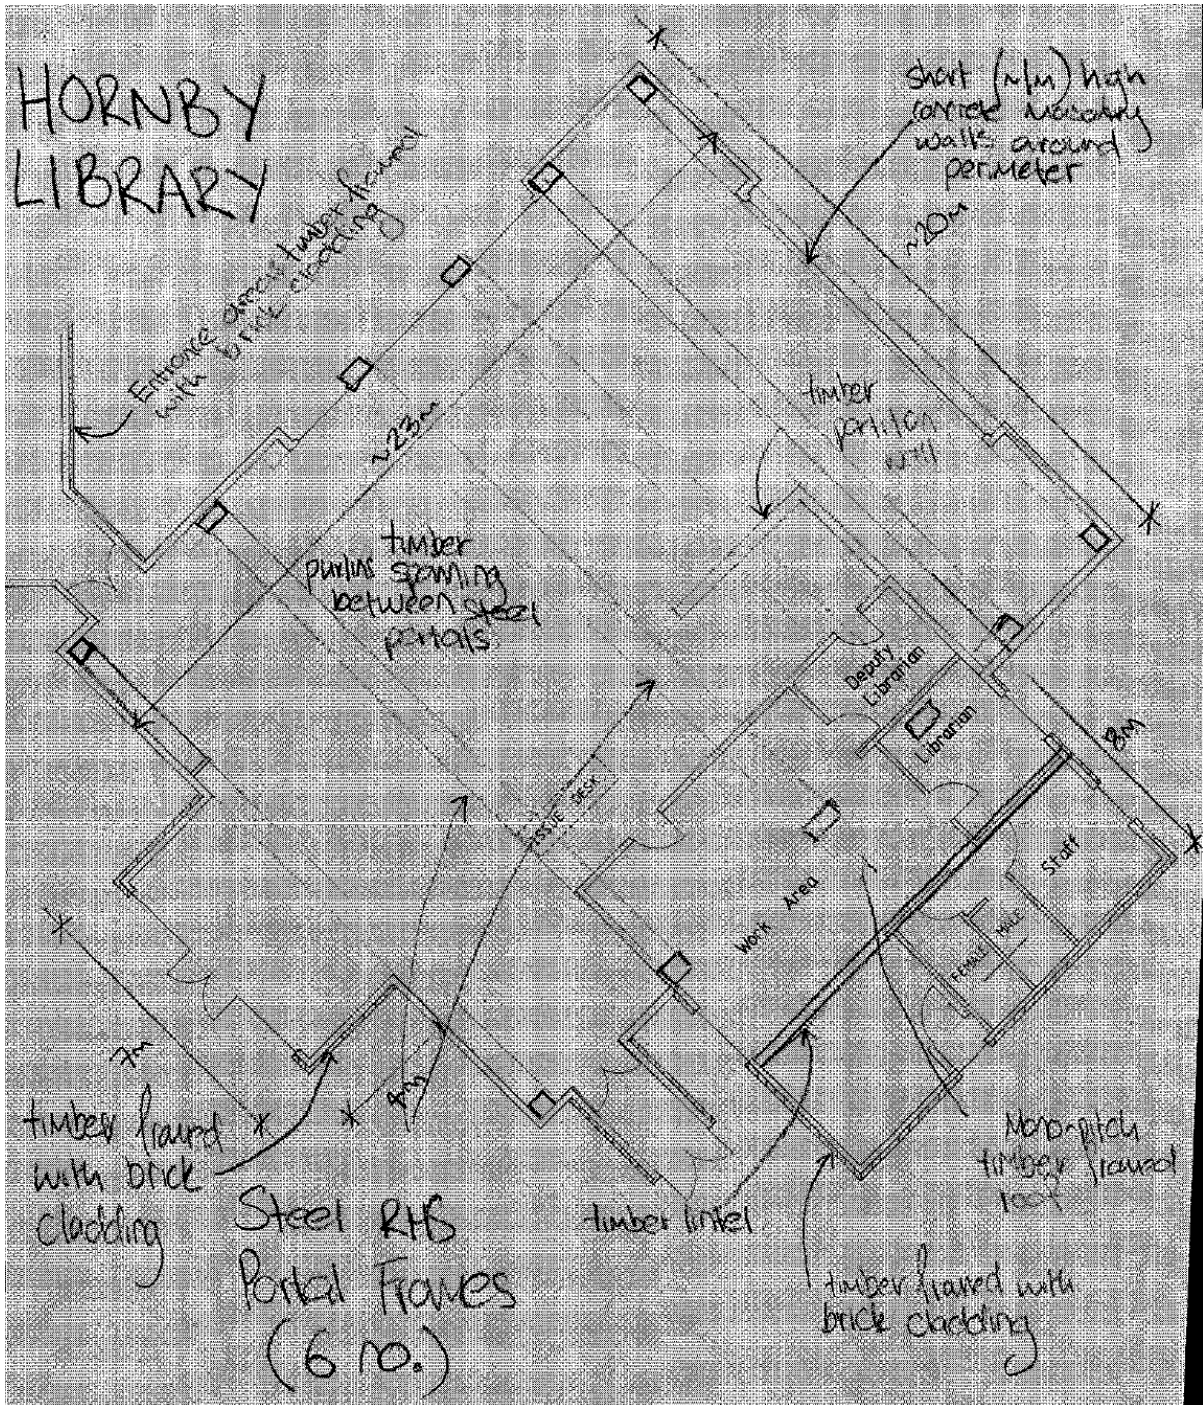 HORNBY
LIBRARY
short (~1m) high
concrete masonry
walls around
perimeter
~20m
Entrance area timber framed
with brick cladding
~23m
timber
partition
wall
timber
purlins spanning
between steel
portals
Deputy
Librarian
Librarian
8m
ISSUE DESK
Work Area
Staff
MALE
FEMALE
7m
4m
timber framed
with brick
cladding
Steel RHS
Portal Frames
(6 no.)
timber lintel
Mono-pitch
timber framed
roof
timber framed with
brick cladding